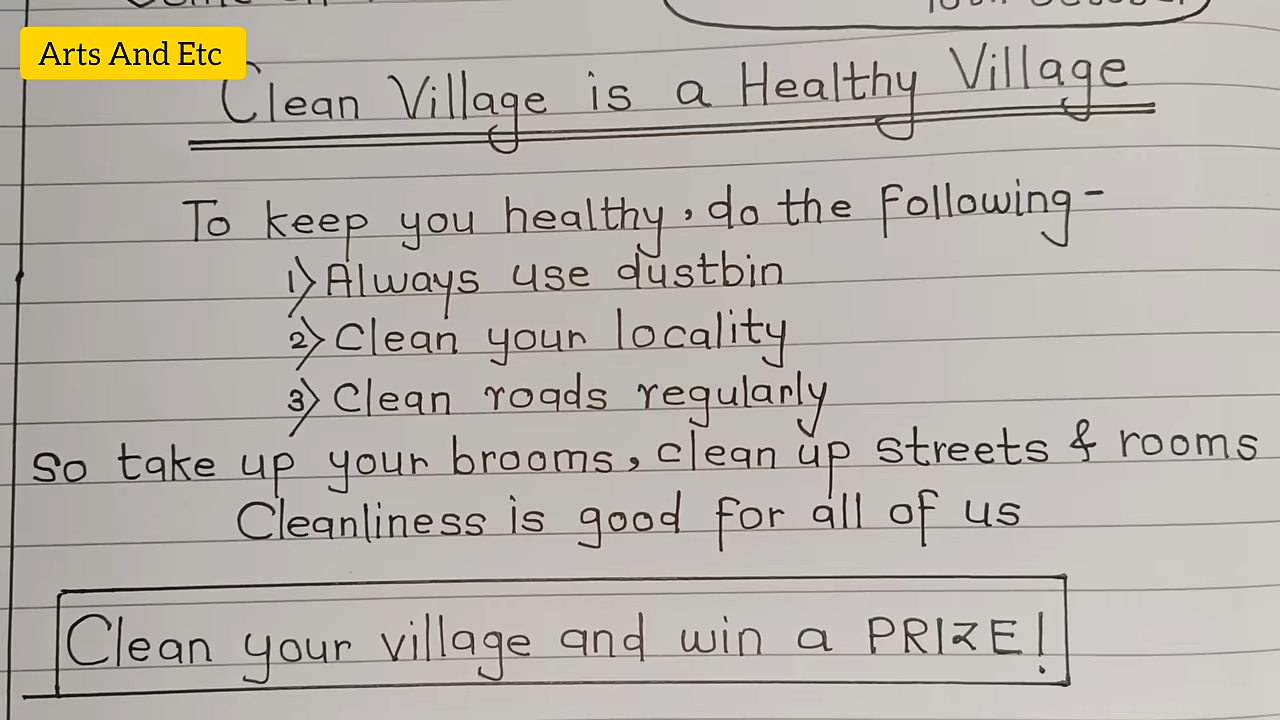 Arts And Etc
Clean Village is a Healthy Village
To keep you healthy, do the following-
1) Always use dustbin
2) Clean your locality
3) Clean roads regularly
So take up your brooms, clean up streets & rooms
Cleanliness is good for all of us
Clean your village and win a PRIZE!